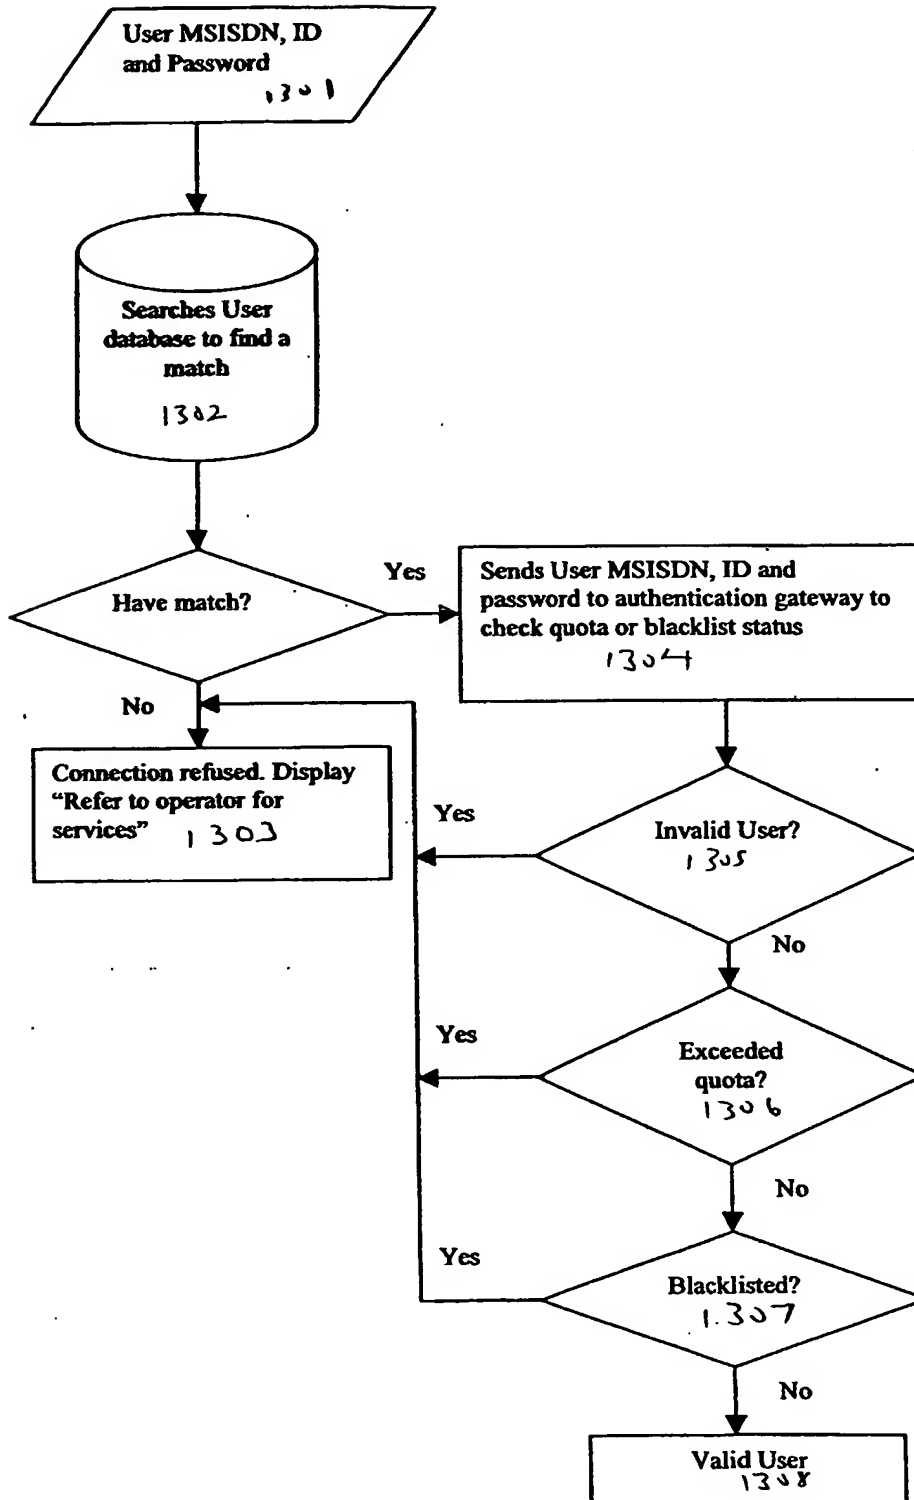 User MSISDN, ID
and Password
1301
Searches User
database to find a
match
1302
Have match?
Yes
Sends User MSISDN, ID and
password to authentication gateway to
check quota or blacklist status
1304
No
Connection refused. Display
“Refer to operator for
services” 1303
Yes
Invalid User?
1305
No
Yes
Exceeded
quota?
1306
No
Yes
Blacklisted?
1.307
No
Valid User
1308